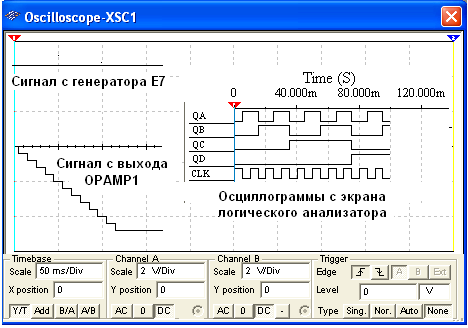 Oscilloscope-XSC1
Сигнал с генератора E7
Time (S)
0 40.000m 80.000m 120.000m
QA
QB
QC
QD
CLK
Сигнал с выхода
OPAMP1
Осциллограммы с экрана
логического анализатора
Timebase
Scale 50 ms/Div
X position 0
Y/T Add B/A A/B
Channel A
Scale 2 V/Div
Y position 0
AC 0 DC
Channel B
Scale 2 V/Div
Y position 0
AC 0 DC -
Trigger
Edge A B Ext
Level 0 V
Type Sing. Nor. Auto None